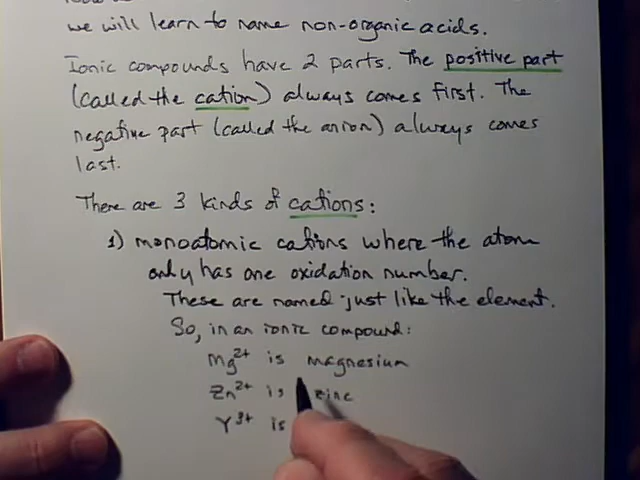 we will learn to name non-organic acids.
Ionic compounds have 2 parts. The positive part
(called the cation) always comes first. The
negative part (called the anion) always comes
last.
There are 3 kinds of cations:
1) monoatomic cations where the atom
only has one oxidation number.
These are named just like the element.
So, in an ionic compound:
Mg²⁺ is magnesium
Zn²⁺ is zinc
Y³⁺ is